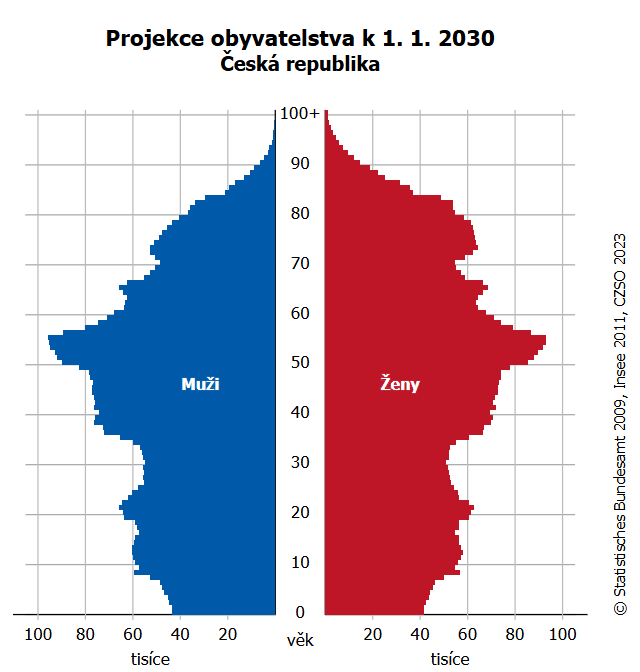 Projekce obyvatelstva k 1. 1. 2030
Česká republika
100+
90
80
70
60
50
40
30
20
10
0
Muži
Ženy
100 80 60 40 20
věk
20 40 60 80 100
tisíce
tisíce
© Statistisches Bundesamt 2009, Insee 2011, CZSO 2023